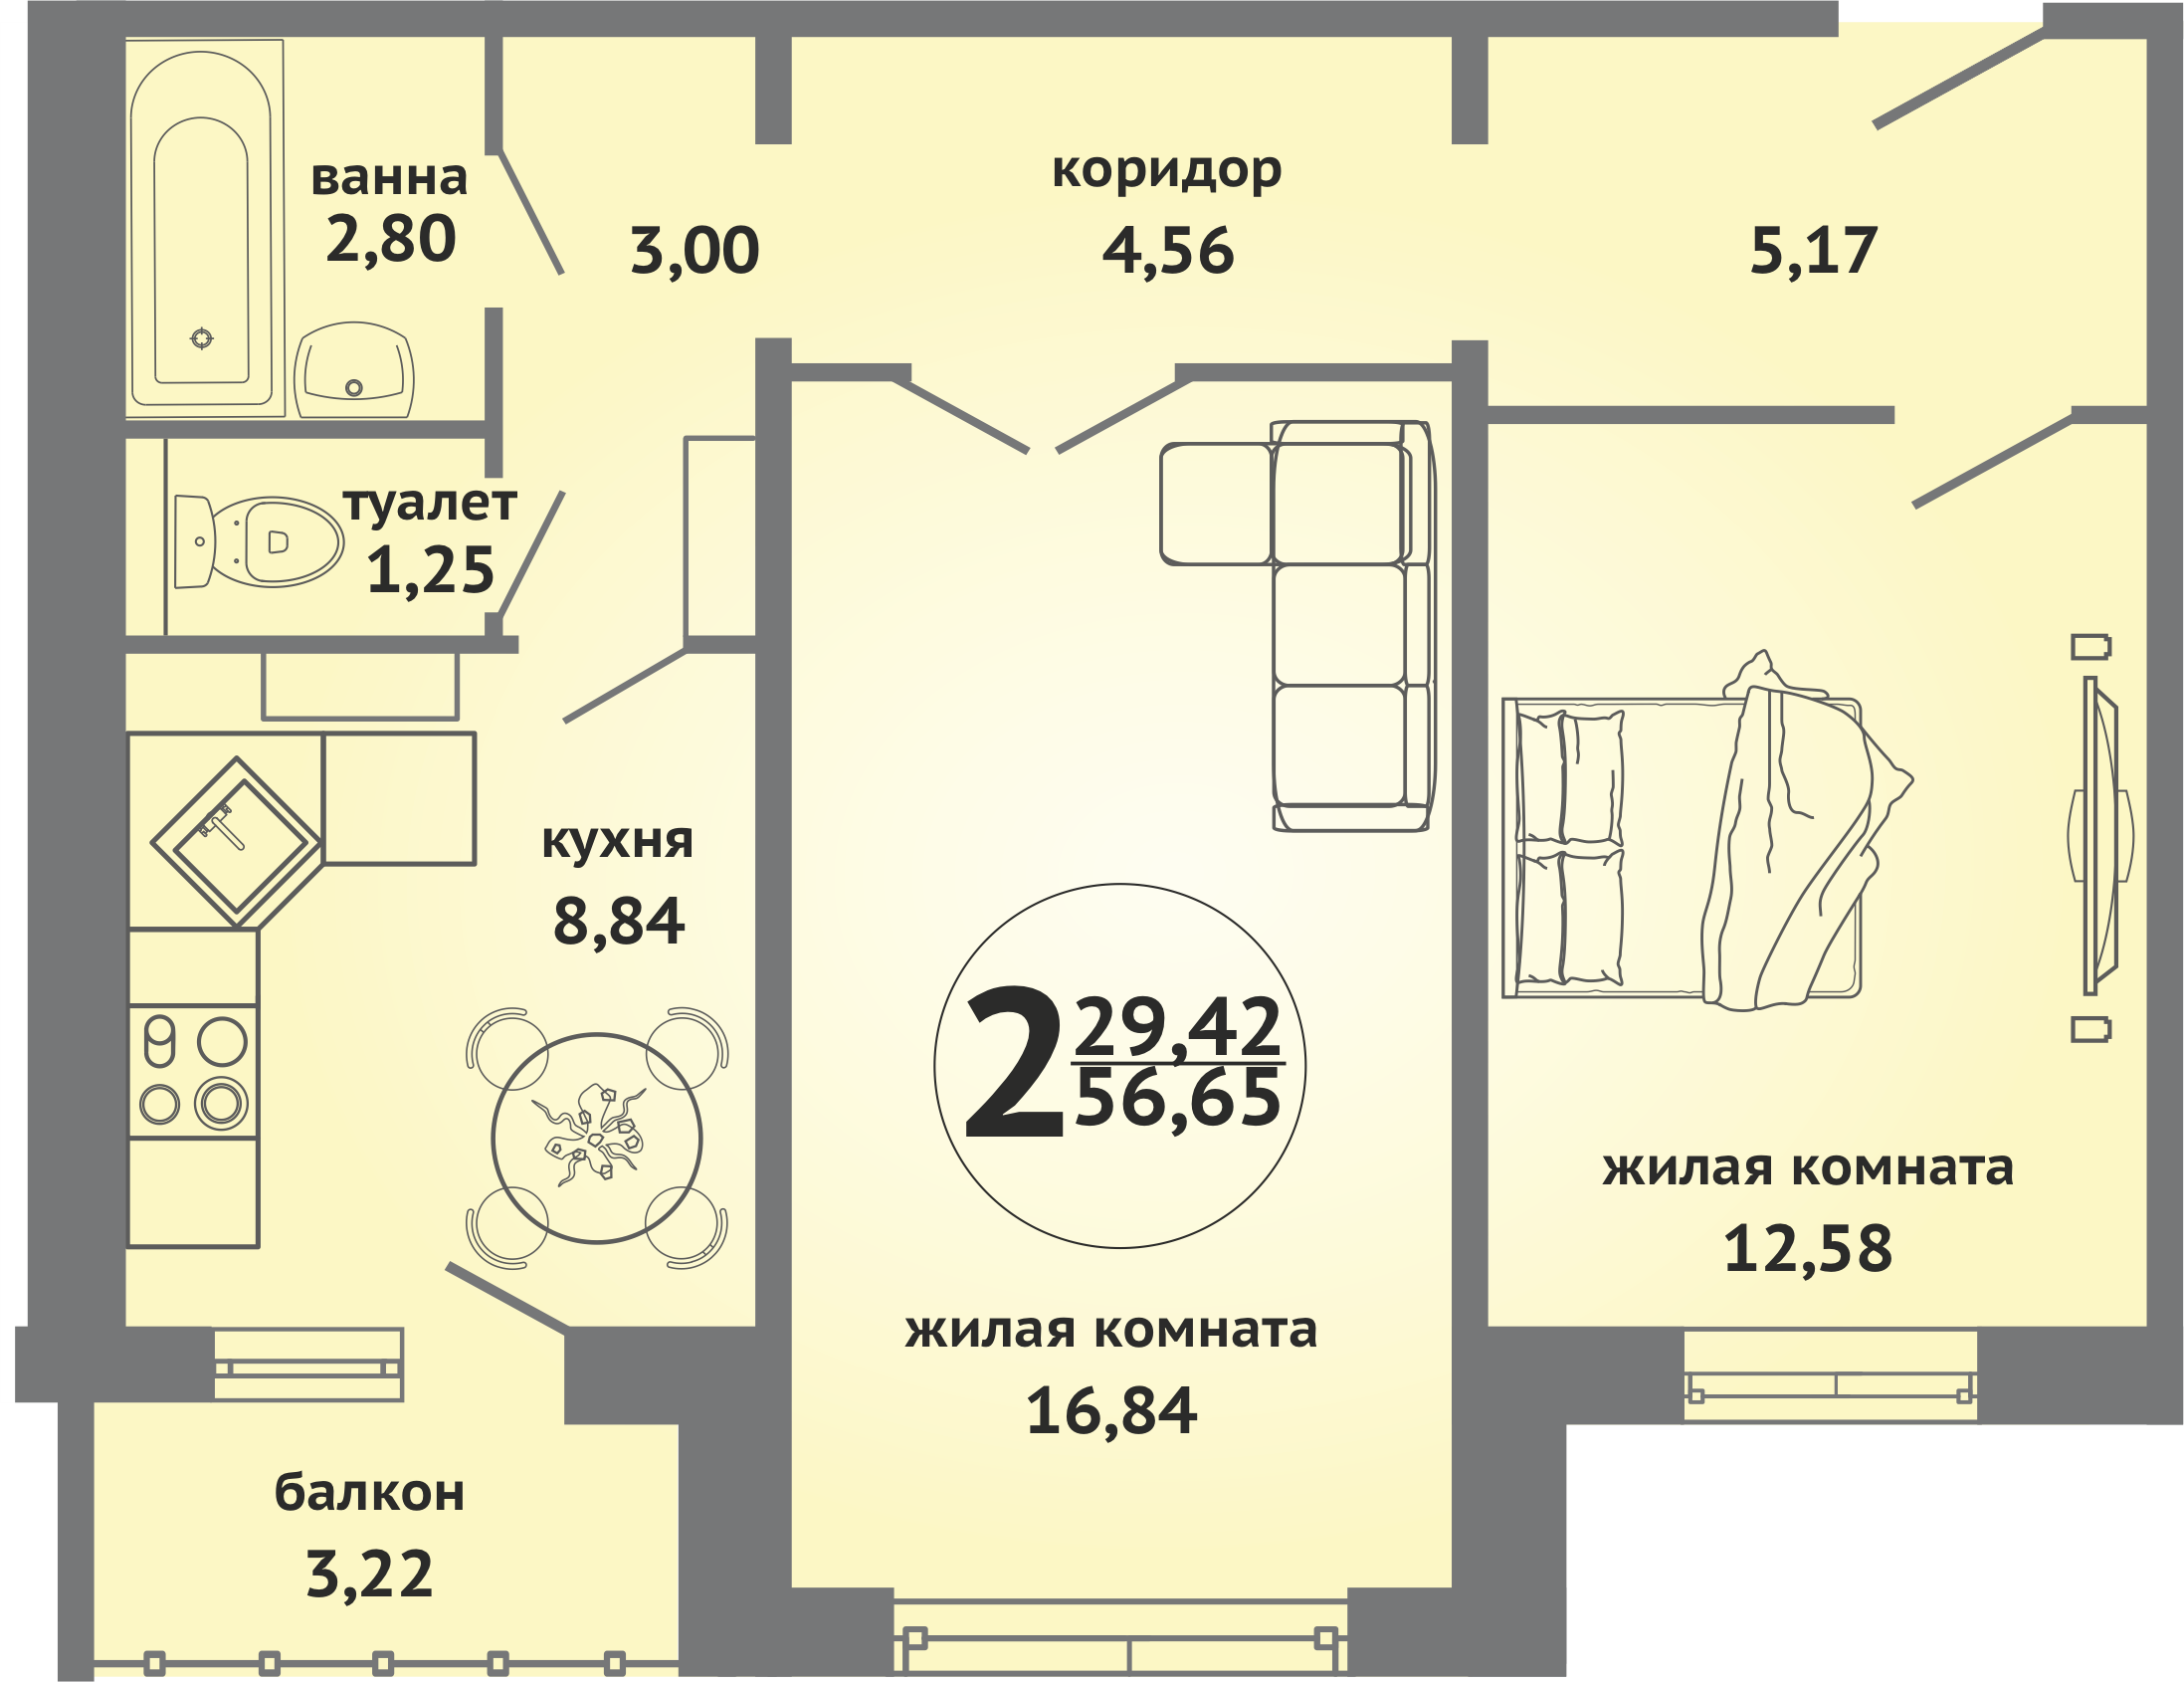 ванна
2,80
3,00
коридор
4,56
5,17
туалет
1,25
кухня
8,84
2
29,42
56,65
жилая комната
12,58
жилая комната
16,84
балкон
3,22